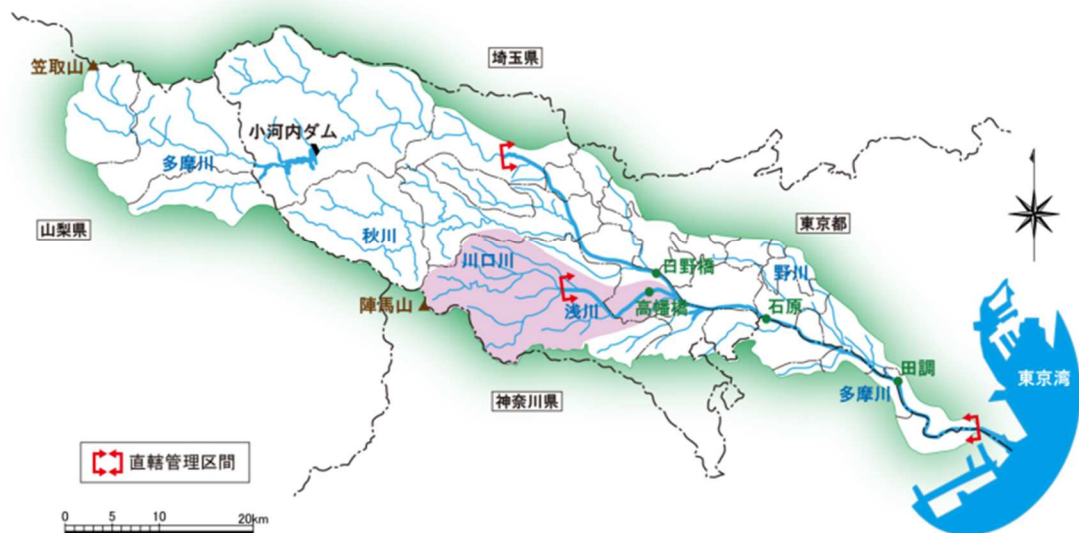 埼玉県
笠取山
小河内ダム
多摩川
東京都
山梨県
秋川
川口川
日野橋
野川
陣馬山
浅川
高幡橋
石原
田調
多摩川
東京湾
神奈川県
直轄管理区間
0 5 10 20km